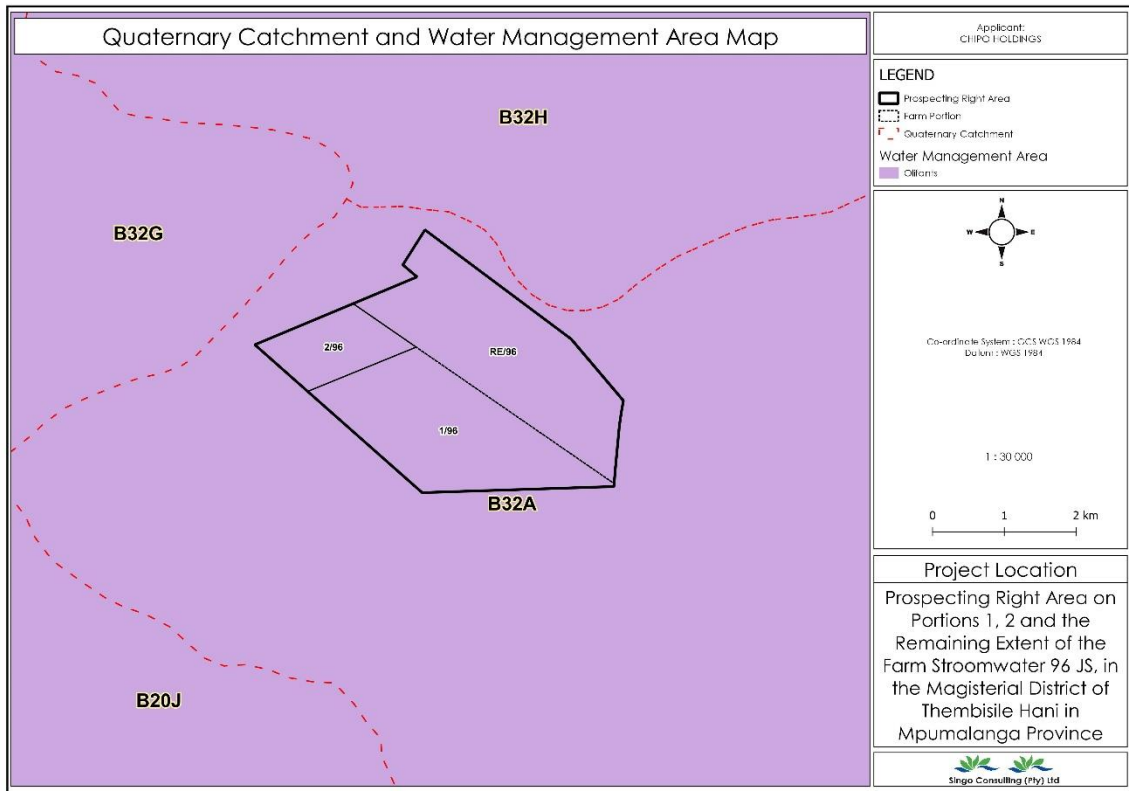 Quaternary Catchment and Water Management Area Map
B32H
B32G
2/96
RE/96
1/96
B32A
B20J
Applicant:
CHIPO HOLDINGS
LEGEND
Prospecting Right Area
Farm Portion
Quaternary Catchment
Water Management Area
Olifants
N
W E
S
Co-ordinate System : GCS WGS 1984
Datum : WGS 1984
1 : 30 000
0 1 2 km
Project Location
Prospecting Right Area on
Portions 1, 2 and the
Remaining Extent of the
Farm Stroomwater 96 JS, in
the Magisterial District of
Thembisile Hani in
Mpumalanga Province
Singo Consulting (Pty) Ltd